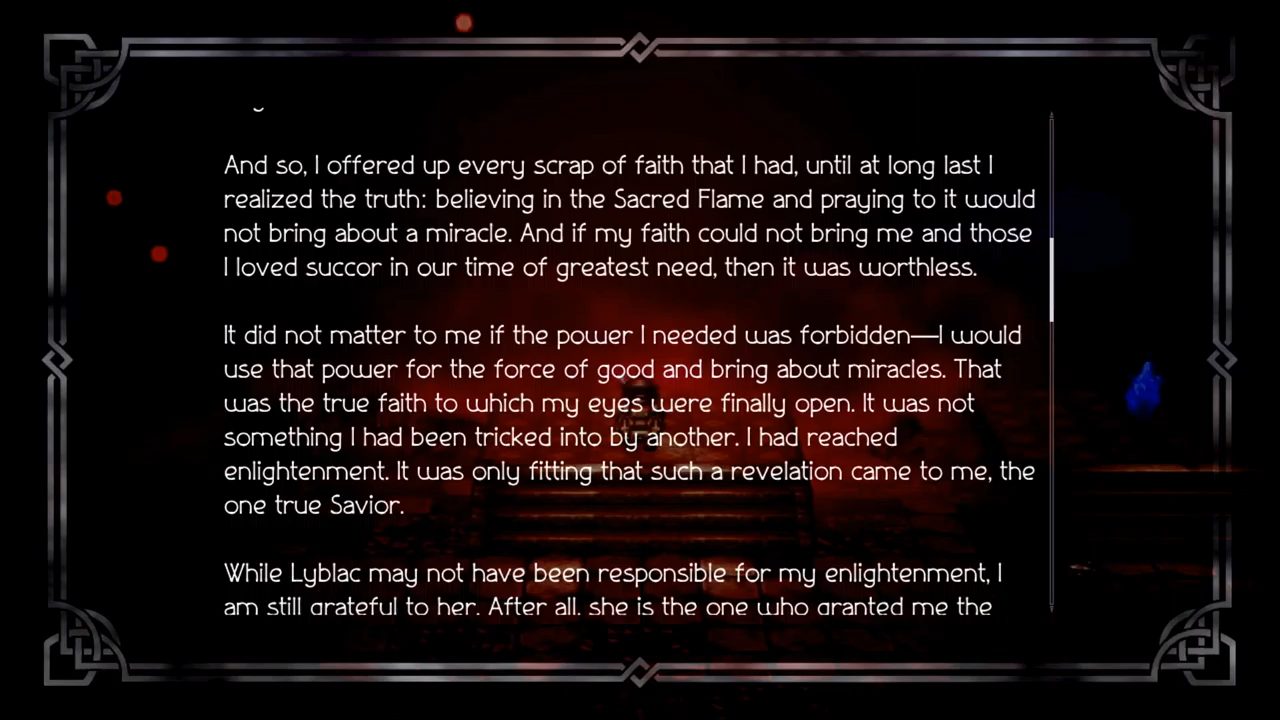 And so, I offered up every scrap of faith that I had, until at long last I
realized the truth: believing in the Sacred Flame and praying to it would
not bring about a miracle. And if my faith could not bring me and those
I loved succor in our time of greatest need, then it was worthless.
It did not matter to me if the power I needed was forbidden—I would
use that power for the force of good and bring about miracles. That
was the true faith to which my eyes were finally open. It was not
something I had been tricked into by another. I had reached
enlightenment. It was only fitting that such a revelation came to me, the
one true Savior.
While Lyblac may not have been responsible for my enlightenment, I
am still grateful to her. After all, she is the one who granted me the